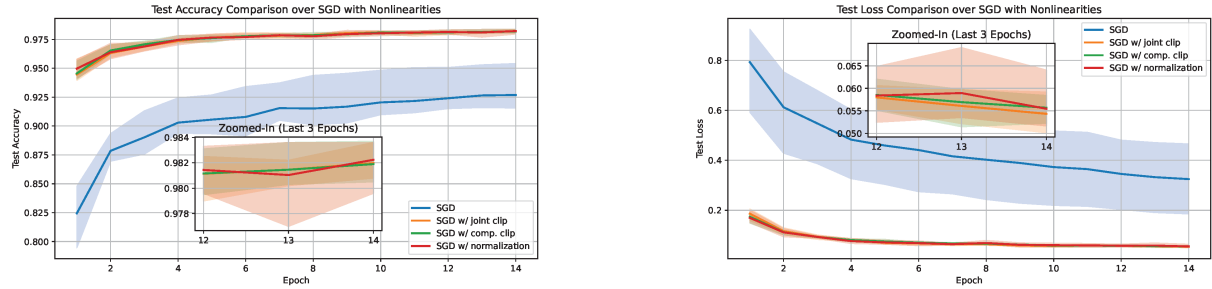 Test Accuracy Comparison over SGD with Nonlinearities
Test Accuracy
0.975
0.950
0.925
0.900
0.875
0.850
0.825
0.800
Zoomed-In (Last 3 Epochs)
0.984
0.982
0.980
0.978
12 13 14
SGD
SGD w/ joint clip
SGD w/ comp. clip
SGD w/ normalization
2 4 6 8 10 12 14
Epoch
Test Loss Comparison over SGD with Nonlinearities
Test Loss
0.8
0.6
0.4
0.2
Zoomed-In (Last 3 Epochs)
0.065
0.060
0.055
0.050
12 13 14
SGD
SGD w/ joint clip
SGD w/ comp. clip
SGD w/ normalization
2 4 6 8 10 12 14
Epoch